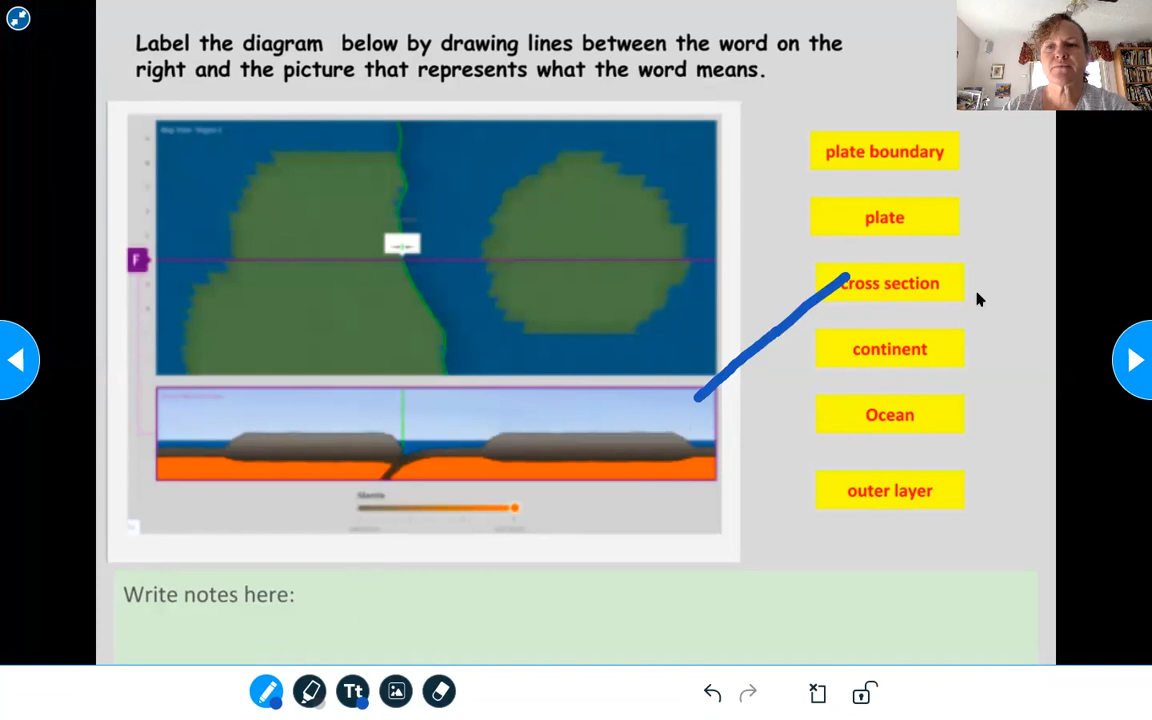 Label the diagram below by drawing lines between the word on the
right and the picture that represents what the word means.
plate boundary
plate
F
cross section
continent
Ocean
outer layer
Mantle
Write notes here:
Tt